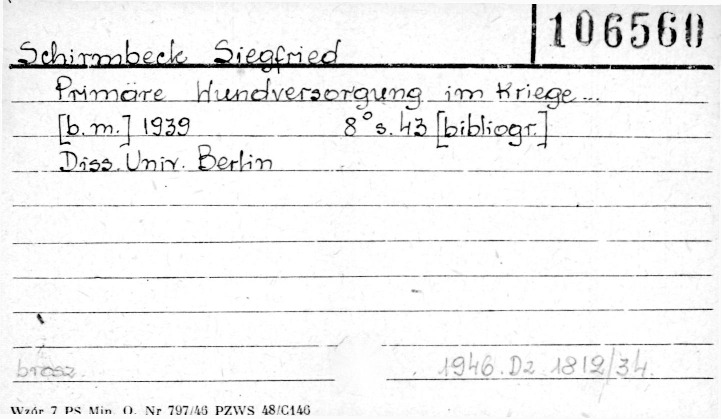 106560
Schirmbeck Siegfried
Primäre Wundversorgung im Kriege...
[b.m.] 1939 8° s. 43 [bibliogr.]
Diss. Univ. Berlin
brosz. 1946. Dz 1812/34.
Wzór 7 PS Min. O. Nr 797/46 PZWS 48/C146